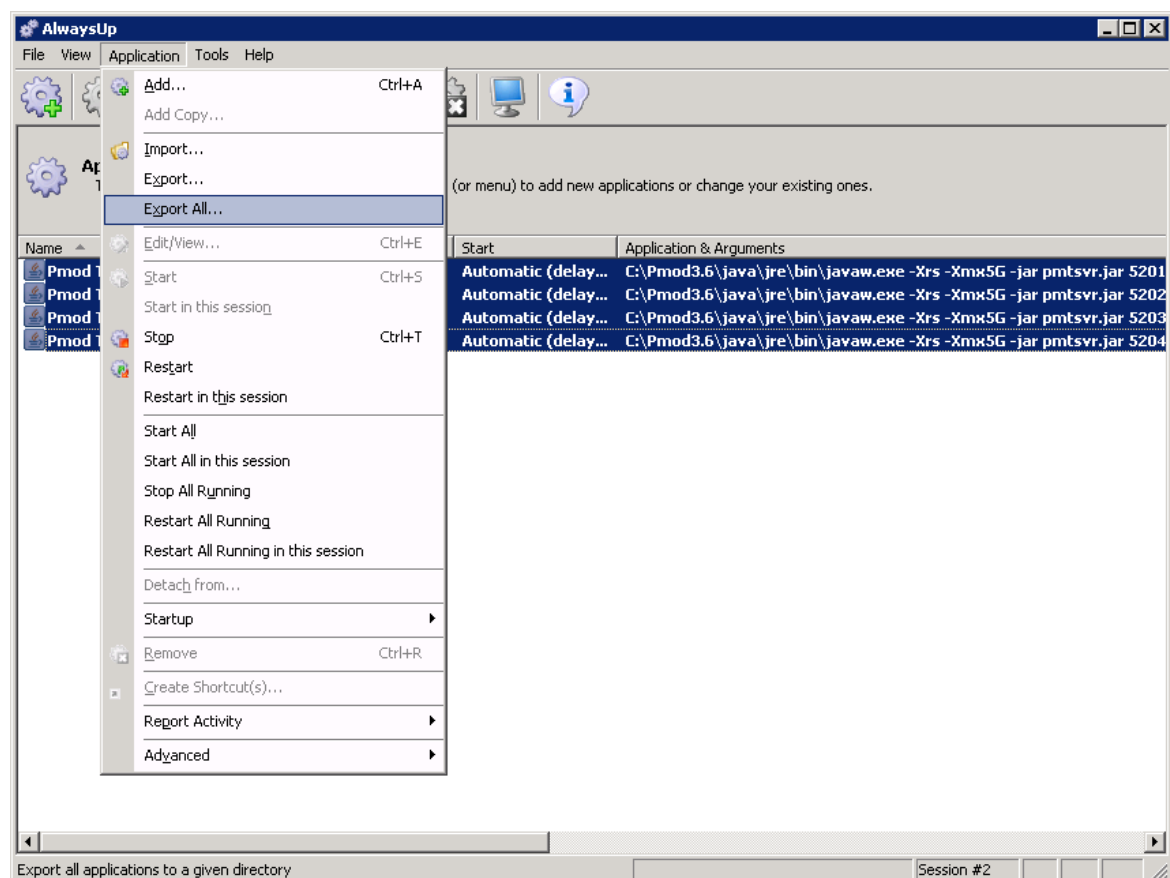 AlwaysUp
File View Application Tools Help
Add... Ctrl+A
Add Copy...
Import...
Export...
(or menu) to add new applications or change your existing ones.
Export All...
Name Start Application & Arguments
Edit/View... Ctrl+E
Pmod Automatic (delay... C:\Pmod3.6\java\jre\bin\javaw.exe -Xrs -Xmx5G -jar pmtsvr.jar 5201
Start Ctrl+S
Pmod Automatic (delay... C:\Pmod3.6\java\jre\bin\javaw.exe -Xrs -Xmx5G -jar pmtsvr.jar 5202
Start in this session
Pmod Automatic (delay... C:\Pmod3.6\java\jre\bin\javaw.exe -Xrs -Xmx5G -jar pmtsvr.jar 5203
Stop Ctrl+T
Pmod Automatic (delay... C:\Pmod3.6\java\jre\bin\javaw.exe -Xrs -Xmx5G -jar pmtsvr.jar 5204
Restart
Restart in this session
Start All
Start All in this session
Stop All Running
Restart All Running
Restart All Running in this session
Detach from...
Startup
Remove Ctrl+R
Create Shortcut(s)...
Report Activity
Advanced
Export all applications to a given directory Session #2